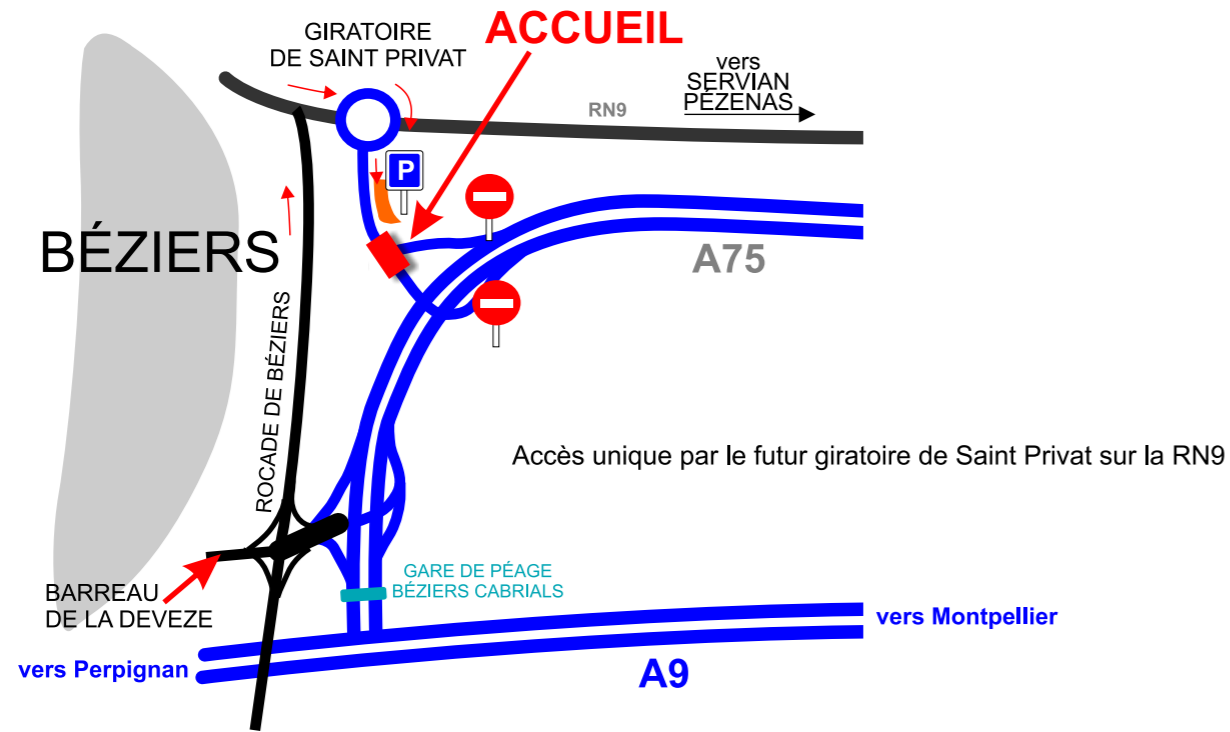 GIRATOIRE
DE SAINT PRIVAT
ACCUEIL
vers
SERVIAN
PÉZENAS
RN9
P
BÉZIERS
A75
ROCADE DE BÉZIERS
Accès unique par le futur giratoire de Saint Privat sur la RN9
GARE DE PÉAGE
BÉZIERS CABRIALS
BARREAU
DE LA DEVEZE
vers Montpellier
vers Perpignan
A9